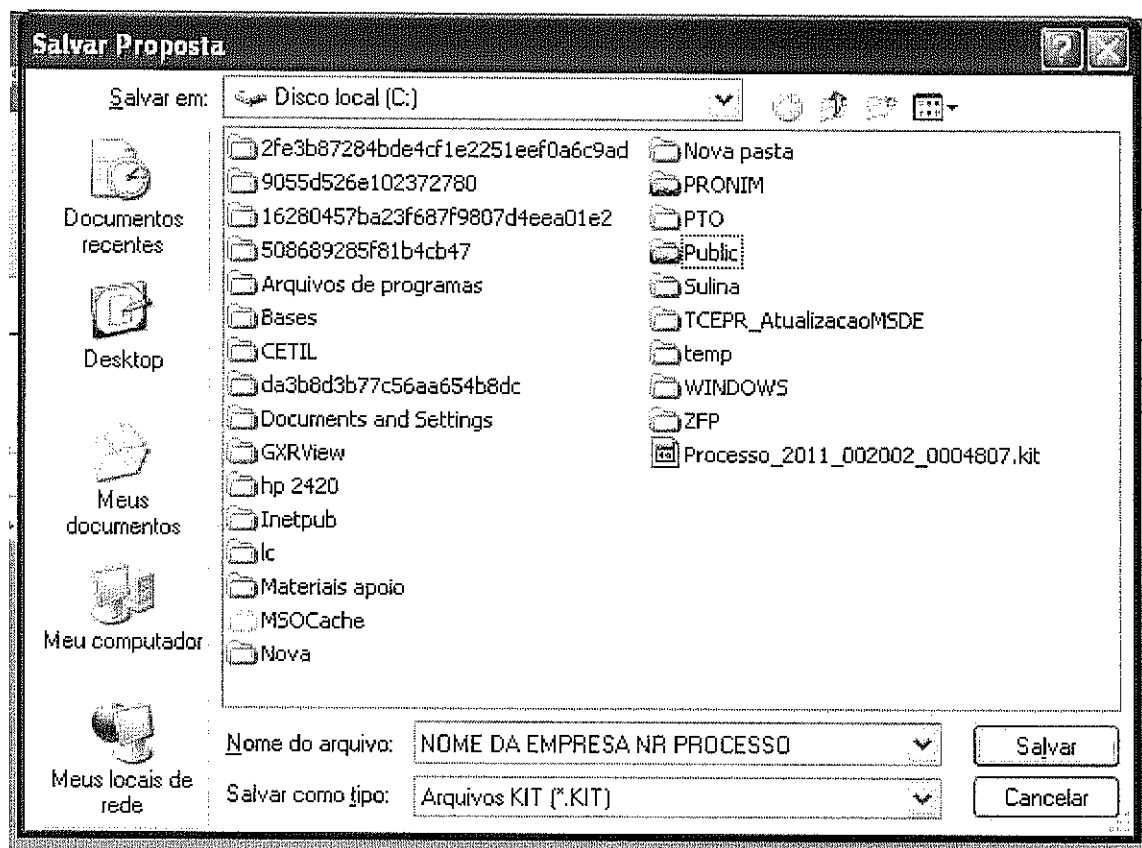 Salvar Proposta
Salvar em:
Disco local (C:)
Documentos
recentes
Desktop
Meus
documentos
Meu computador
Meus locais de
rede
2fe3b87284bde4cf1e2251eef0a6c9ad
9055d526e102372780
16280457ba23f687f9807d4eea01e2
508689285f81b4cb47
Arquivos de programas
Bases
CETIL
da3b8d3b77c56aa654b8dc
Documents and Settings
GXRView
hp 2420
Inetpub
lc
Materiais apoio
MSOCache
Nova
Nova pasta
PRONIM
PTO
Public
Sulina
TCEPR_AtualizacaoMSDE
temp
WINDOWS
ZFP
Processo_2011_002002_0004807.kit
Nome do arquivo:
NOME DA EMPRESA NR PROCESSO
Salvar
Salvar como tipo:
Arquivos KIT (*.KIT)
Cancelar